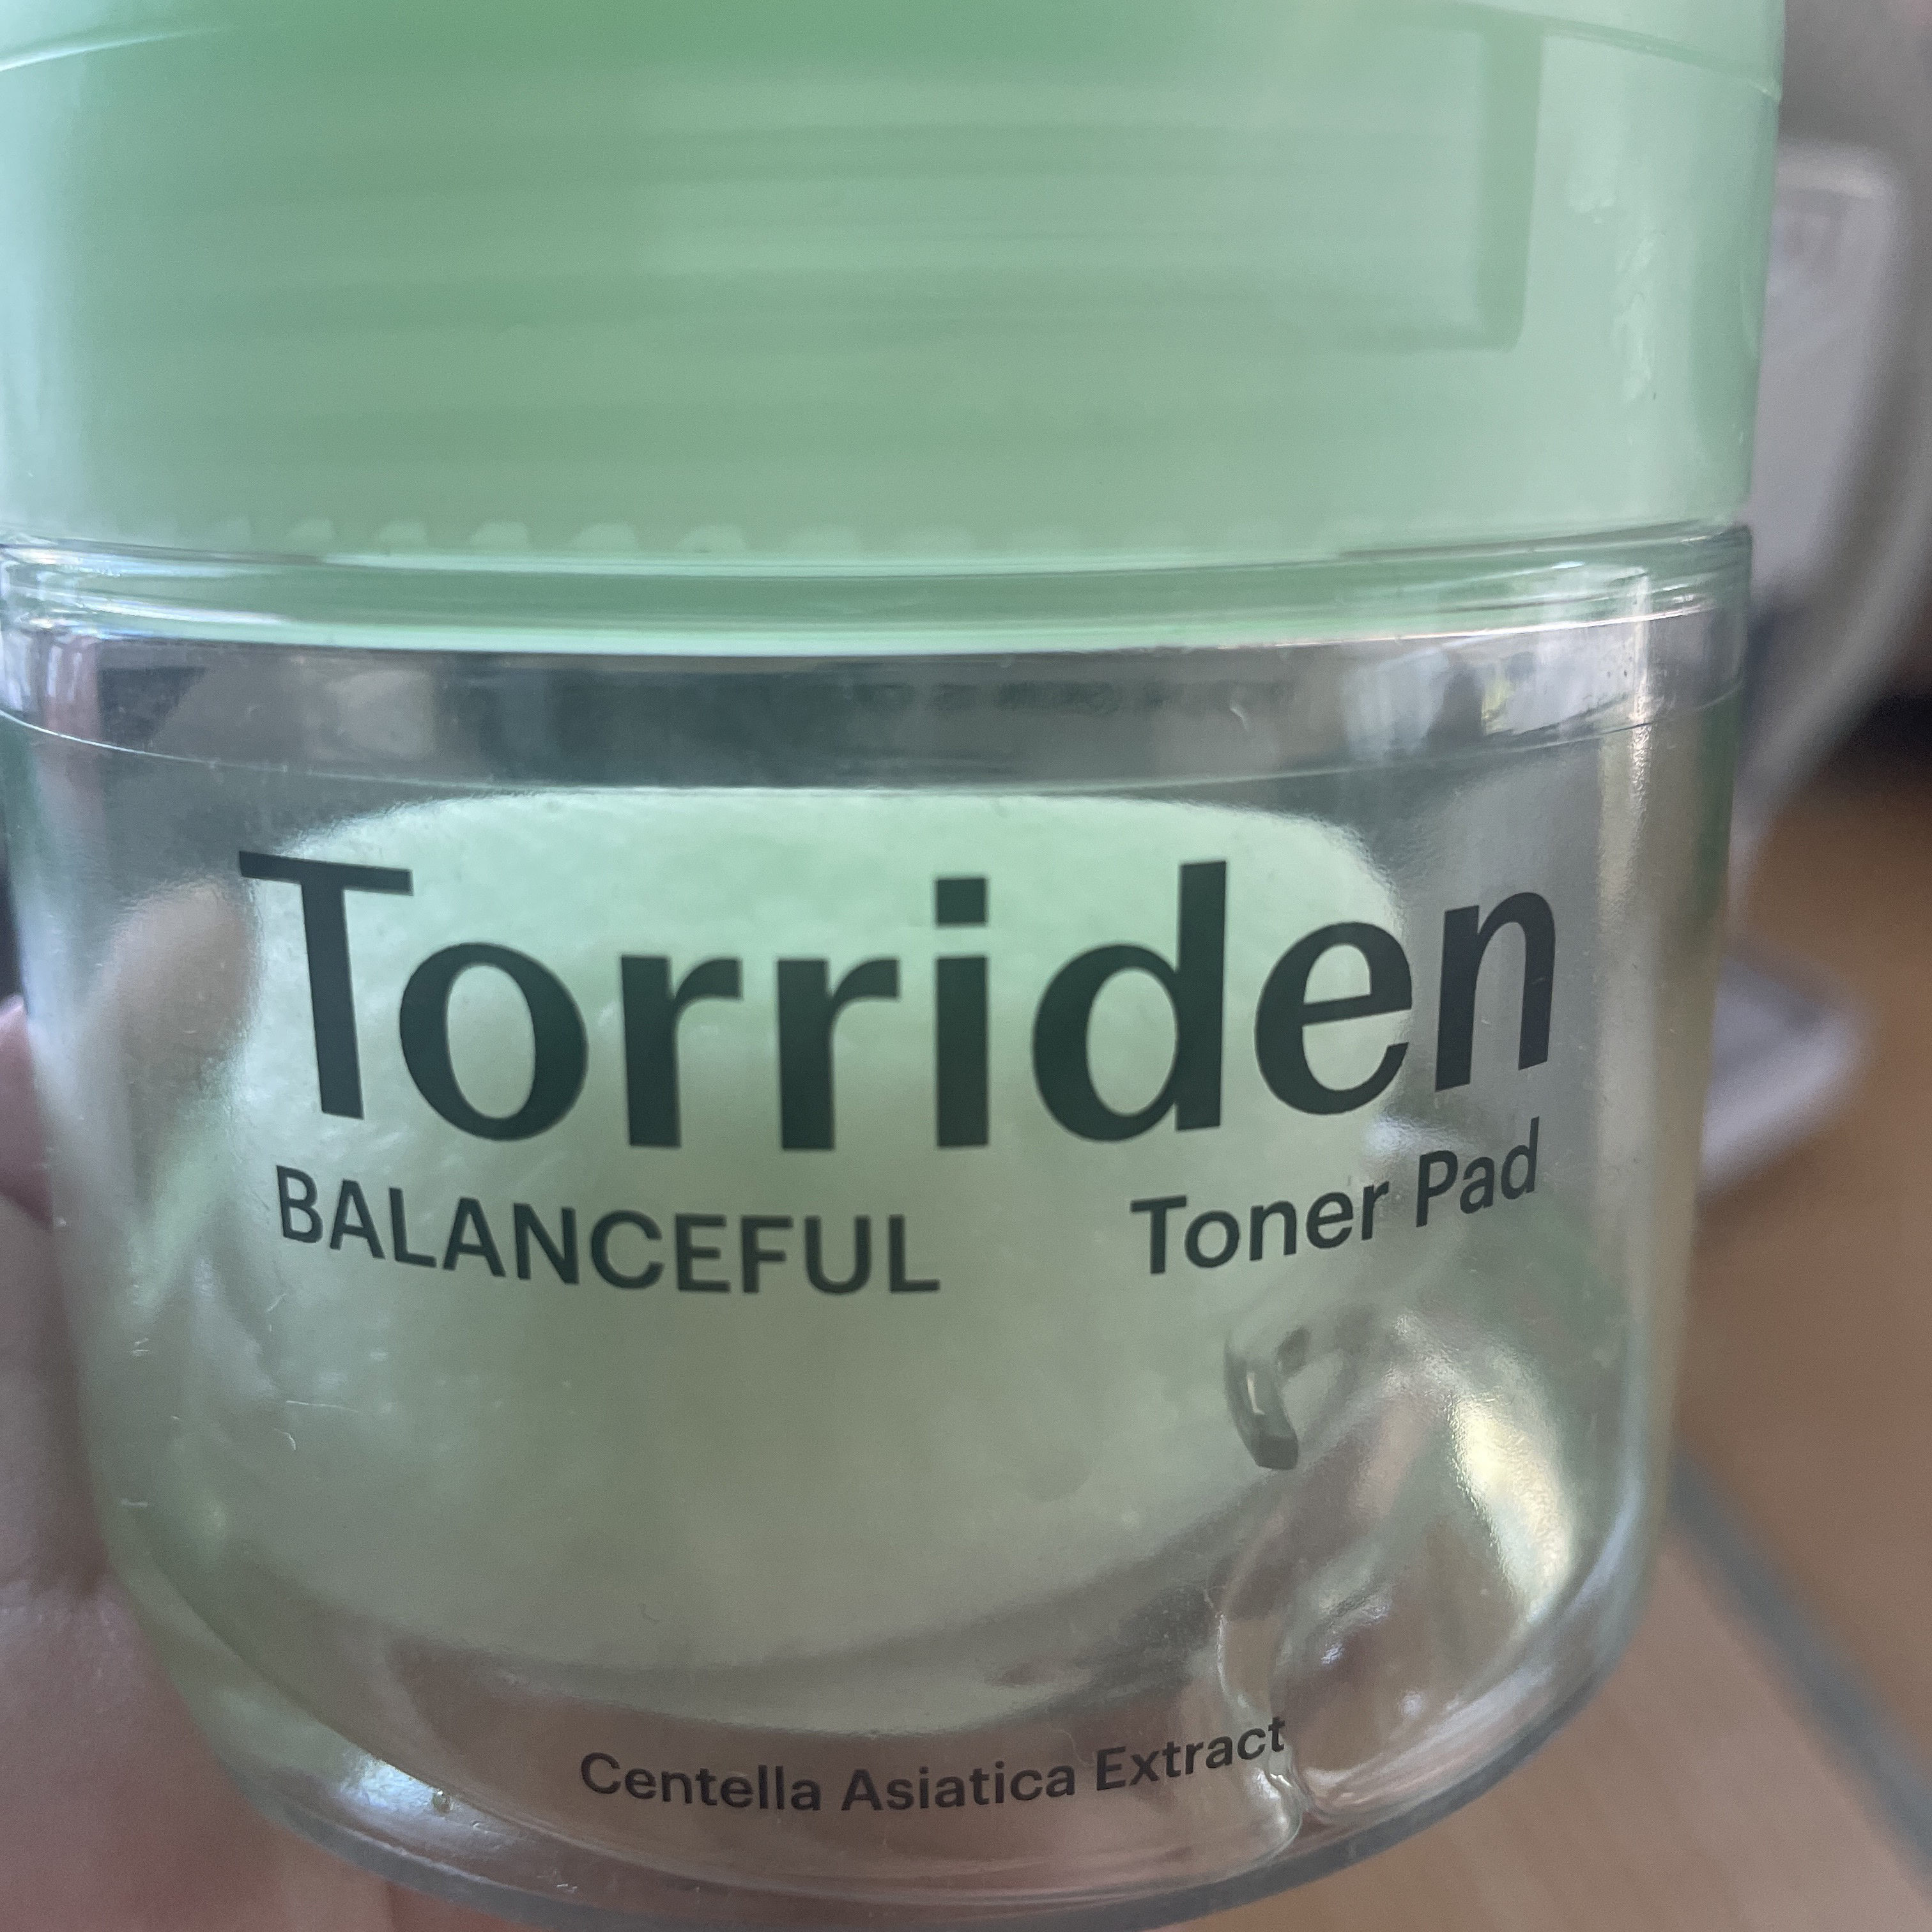 Torriden
BALANCEFUL Toner Pad
Centella Asiatica Extract